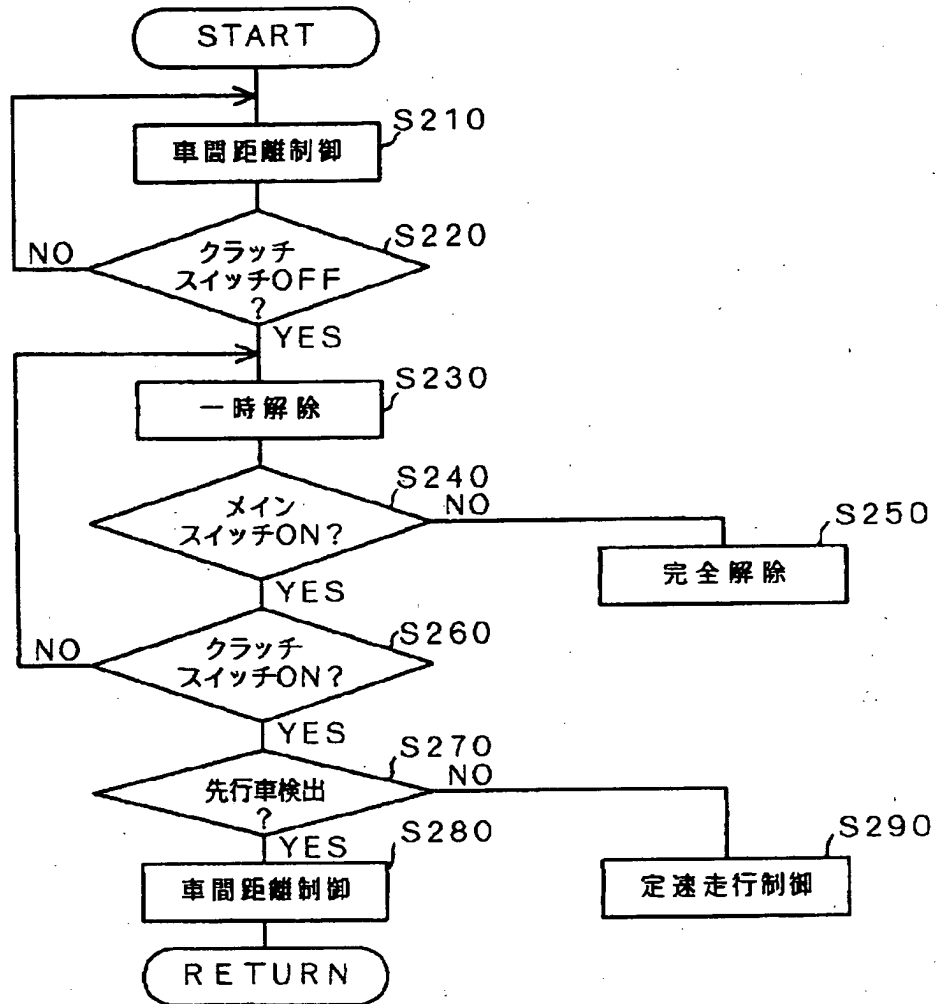 START
S210
車間距離制御
S220
NO
クラッチ
スイッチOFF
?
YES
S230
一時解除
S240
NO
メイン
スイッチON?
S250
完全解除
YES
S260
NO
クラッチ
スイッチON?
YES
S270
NO
先行車検出
?
YES
S280
S290
車間距離制御
定速走行制御
RETURN